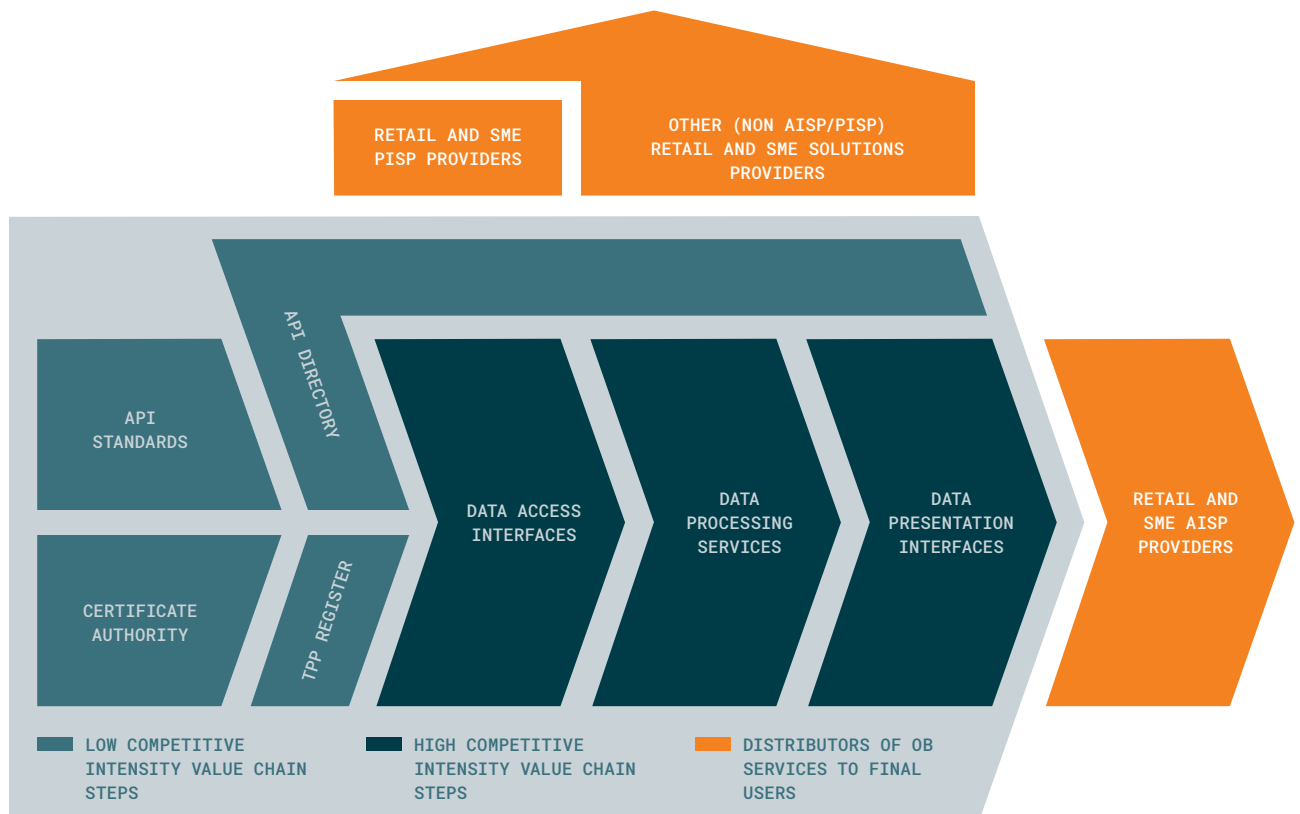 RETAIL AND SME
PISP PROVIDERS
OTHER (NON AISP/PISP)
RETAIL AND SME SOLUTIONS
PROVIDERS
API DIRECTORY
API
STANDARDS
DATA ACCESS
INTERFACES
DATA
PROCESSING
SERVICES
DATA
PRESENTATION
INTERFACES
RETAIL AND
SME AISP
PROVIDERS
CERTIFICATE
AUTHORITY
TPP REGISTER
LOW COMPETITIVE
INTENSITY VALUE CHAIN
STEPS
HIGH COMPETITIVE
INTENSITY VALUE CHAIN
STEPS
DISTRIBUTORS OF OB
SERVICES TO FINAL
USERS